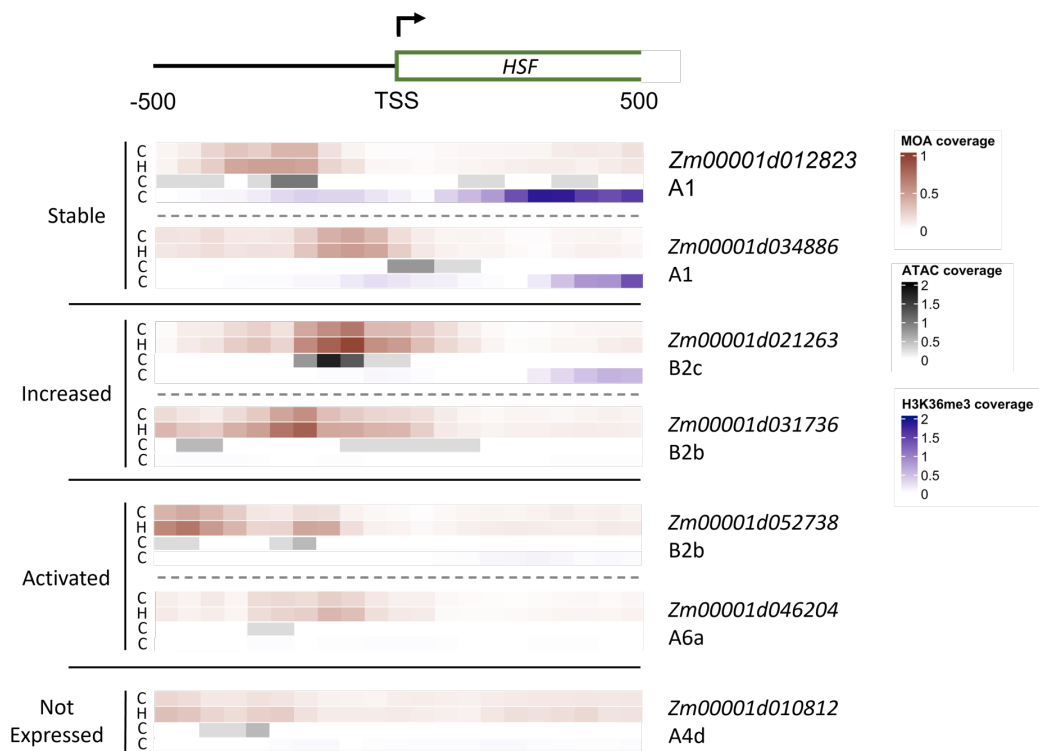 HSF
-500 TSS 500
Stable
C
H
C
C
Zm00001d012823
A1
C
H
C
C
Zm00001d034886
A1
Increased
C
H
C
C
Zm00001d021263
B2c
C
H
C
C
Zm00001d031736
B2b
Activated
C
H
C
C
Zm00001d052738
B2b
C
H
C
C
Zm00001d046204
A6a
Not
Expressed
C
H
C
C
Zm00001d010812
A4d
MOA coverage
1
0.5
0
ATAC coverage
2
1.5
1
0.5
0
H3K36me3 coverage
2
1.5
1
0.5
0